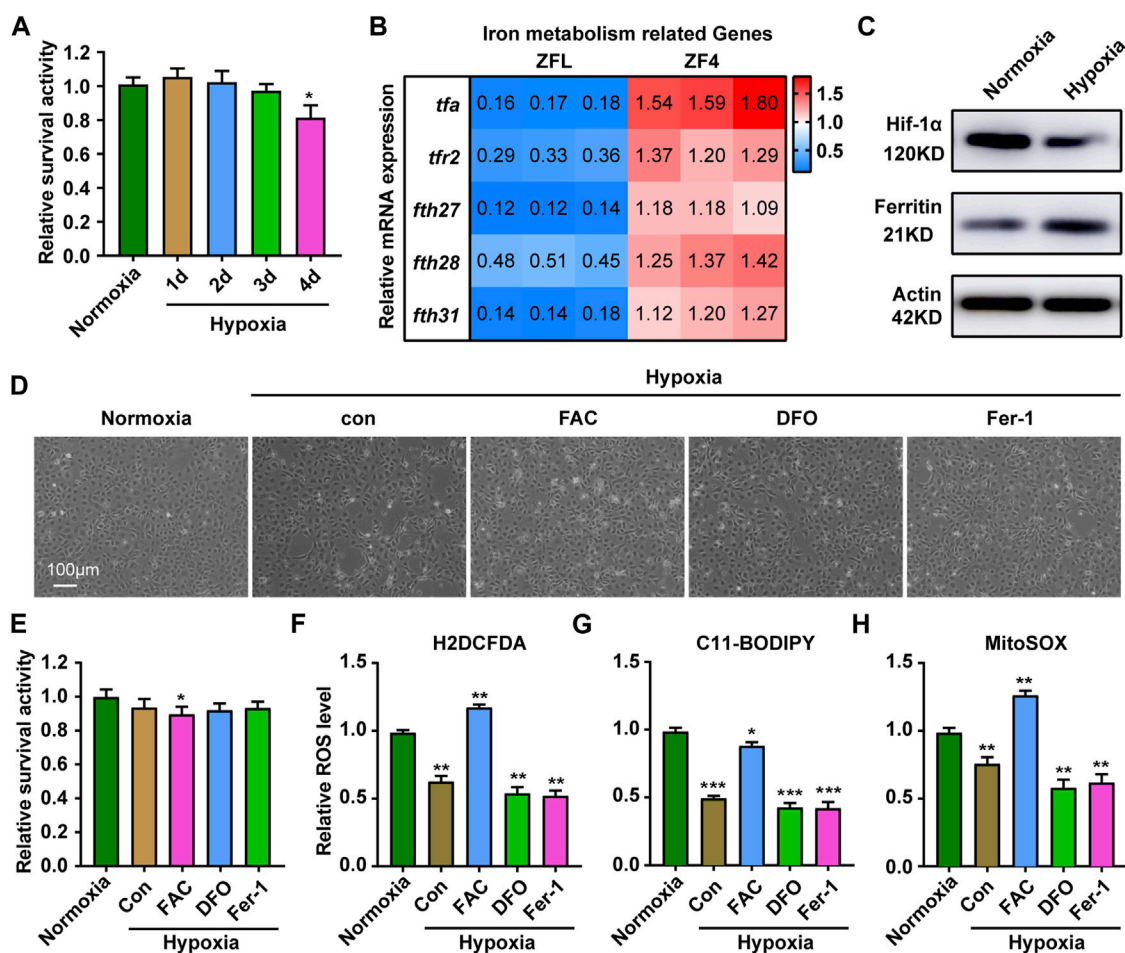 A
Relative survival activity
1.2
1.0
0.8
0.6
0.4
0.2
0.0
*
Normoxia
1d
2d
3d
4d
Hypoxia
B
Iron metabolism related Genes
ZFL ZF4
Relative mRNA expression
tfa 0.16 0.17 0.18 1.54 1.59 1.80
tfr2 0.29 0.33 0.36 1.37 1.20 1.29
fth27 0.12 0.12 0.14 1.18 1.18 1.09
fth28 0.48 0.51 0.45 1.25 1.37 1.42
fth31 0.14 0.14 0.18 1.12 1.20 1.27
1.5
1.0
0.5
C
Normoxia Hypoxia
Hif-1α
120KD
Ferritin
21KD
Actin
42KD
D
Hypoxia
Normoxia con FAC DFO Fer-1
100μm
E
Relative survival activity
1.2
1.0
0.8
0.6
0.4
0.2
0.0
*
Normoxia
Con
FAC
DFO
Fer-1
Hypoxia
F
H2DCFDA
Relative ROS level
1.5
1.0
0.5
0.0
** ** ** **
Normoxia
Con
FAC
DFO
Fer-1
Hypoxia
G
C11-BODIPY
1.5
1.0
0.5
0.0
*** * *** ***
Normoxia
Con
FAC
DFO
Fer-1
Hypoxia
H
MitoSOX
1.5
1.0
0.5
0.0
** ** ** **
Normoxia
Con
FAC
DFO
Fer-1
Hypoxia